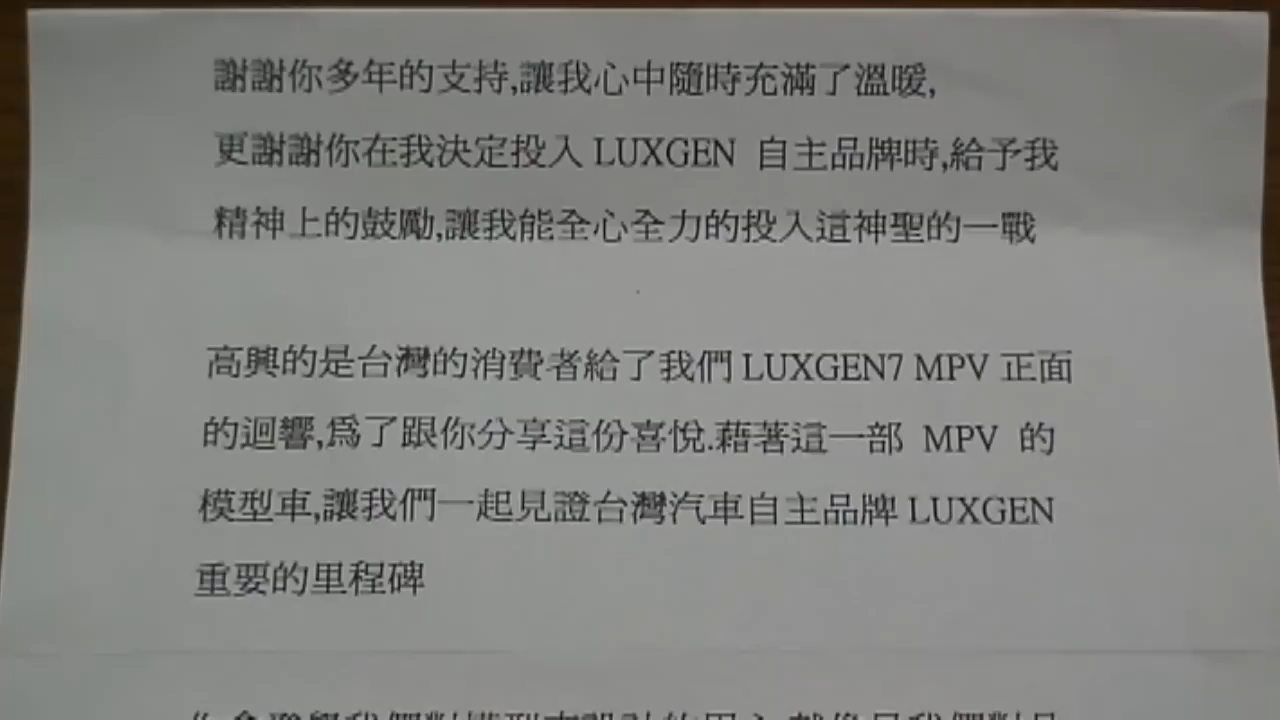 謝謝你多年的支持,讓我心中隨時充滿了溫暖,
更謝謝你在我決定投入 LUXGEN 自主品牌時,給予我
精神上的鼓勵,讓我能全心全力的投入這神聖的一戰
高興的是台灣的消費者給了我們 LUXGEN7 MPV 正面
的迴響,為了跟你分享這份喜悅.藉著這一部 MPV 的
模型車,讓我們一起見證台灣汽車自主品牌 LUXGEN
重要的里程碑